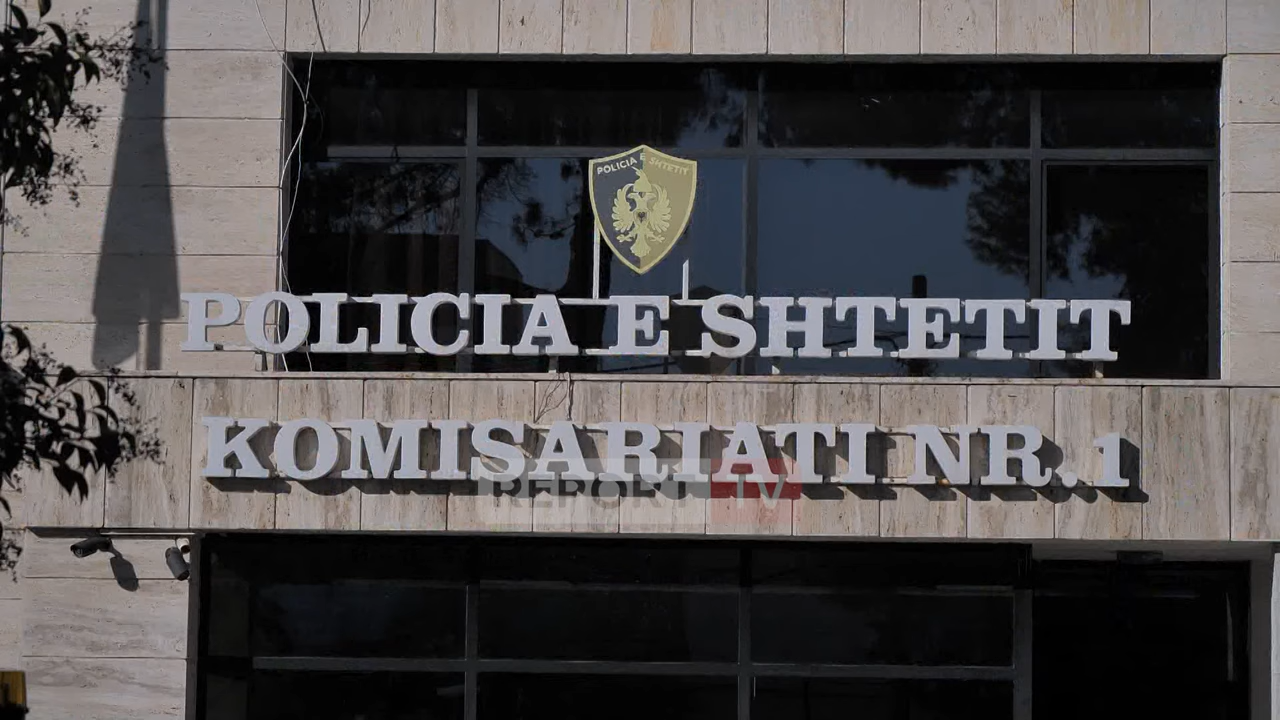 POLICIA E SHTETIT
POLICIA E SHTETIT
KOMISARIATI NR. 1
REPORT TV